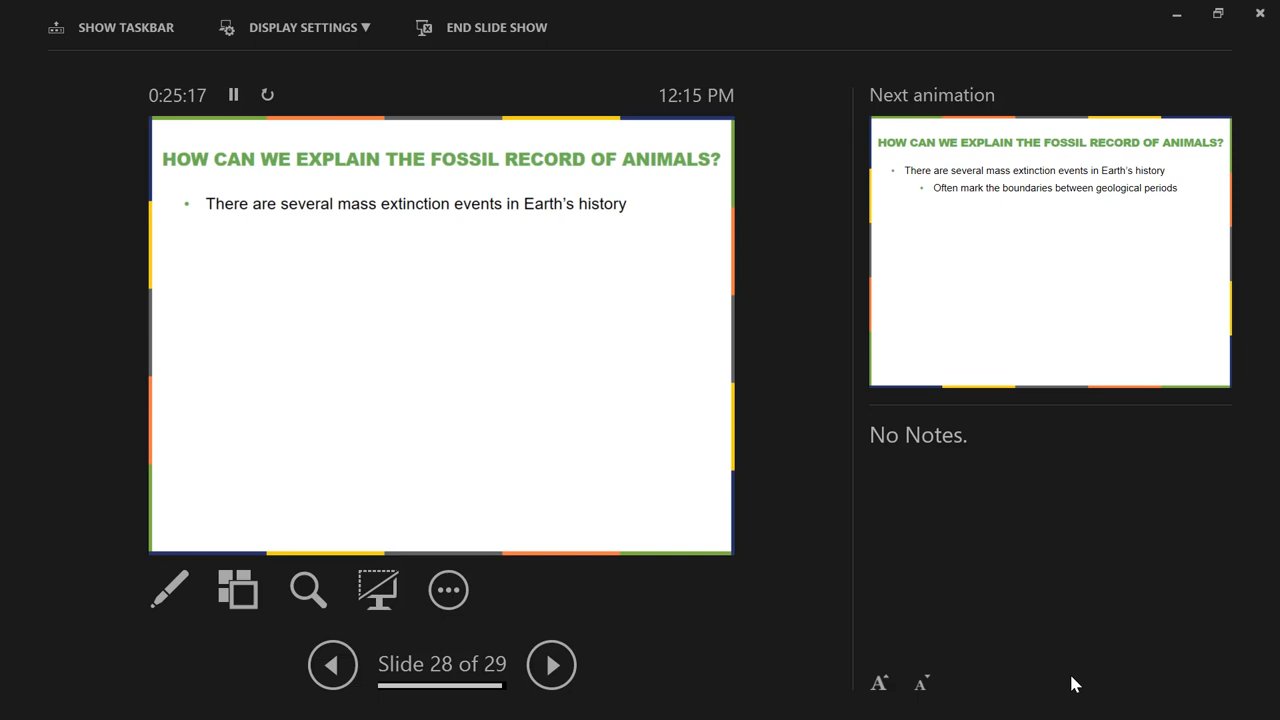 SHOW TASKBAR
DISPLAY SETTINGS ▼
END SLIDE SHOW
0:25:17
12:15 PM
HOW CAN WE EXPLAIN THE FOSSIL RECORD OF ANIMALS?
• There are several mass extinction events in Earth's history
Slide 28 of 29
Next animation
HOW CAN WE EXPLAIN THE FOSSIL RECORD OF ANIMALS?
• There are several mass extinction events in Earth's history
• Often mark the boundaries between geological periods
No Notes.
A A